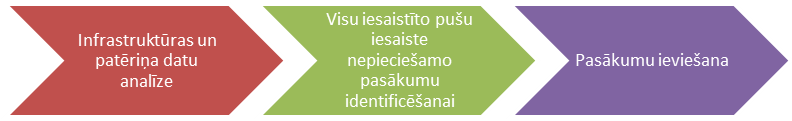 Infrastruktūras un
patēriņa datu
analīze
Visu iesaistīto pušu
iesaiste
nepieciešamo
pasākumu
identificēšanai
Pasākumu ieviešana